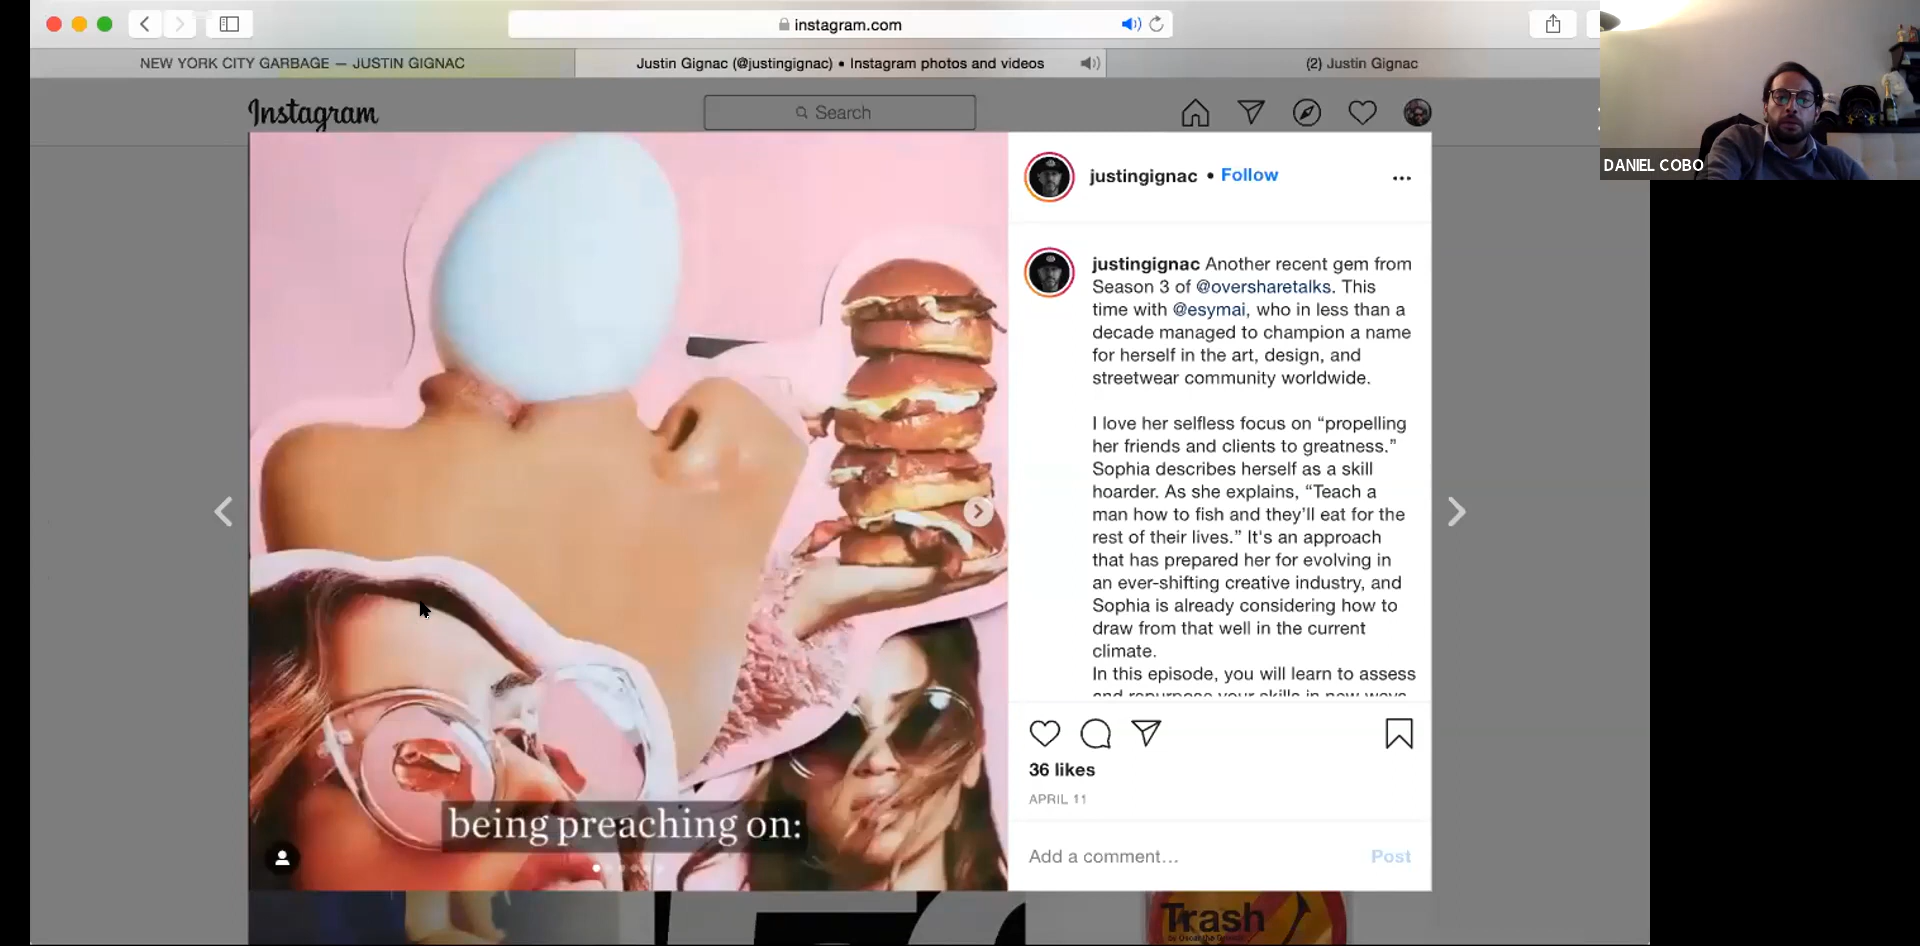 instagram.com
NEW YORK CITY GARBAGE — JUSTIN GIGNAC
Justin Gignac (@justingignac) • Instagram photos and videos
(2) Justin Gignac
Instagram
Search
DANIEL COBO
justingignac • Follow
justingignac Another recent gem from
Season 3 of @oversharetalks. This
time with @esymai, who in less than a
decade managed to champion a name
for herself in the art, design, and
streetwear community worldwide.
I love her selfless focus on “propelling
her friends and clients to greatness.”
Sophia describes herself as a skill
hoarder. As she explains, “Teach a
man how to fish and they’ll eat for the
rest of their lives.” It's an approach
that has prepared her for evolving in
an ever-shifting creative industry, and
Sophia is already considering how to
draw from that well in the current
climate.
In this episode, you will learn to assess
and repurpose your skills in new ways
being preaching on:
36 likes
APRIL 11
Add a comment...
Post
Trash